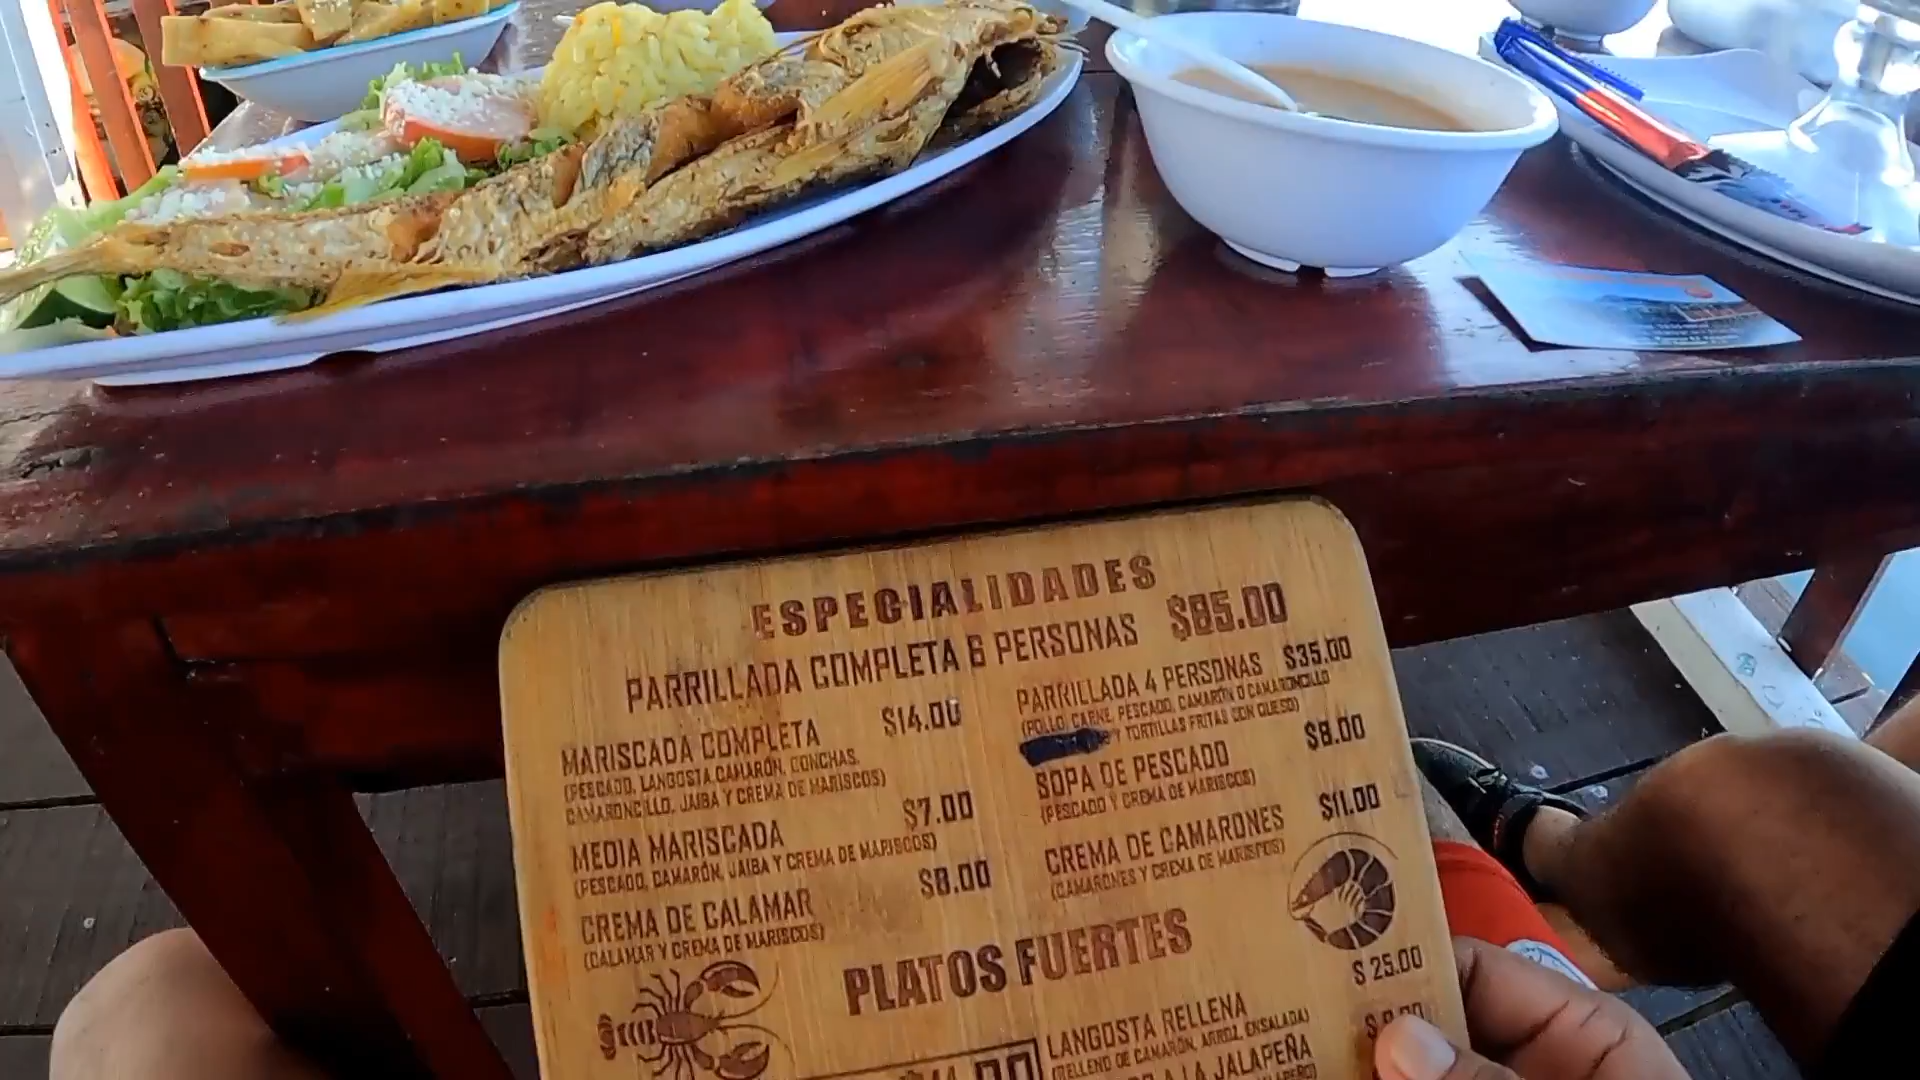 ESPECIALIDADES
PARRILLADA COMPLETA 6 PERSONAS $85.00
MARISCADA COMPLETA $14.00
(PESCADO, LANGOSTA, CAMARÓN, CONCHAS,
CAMARONCILLO, JAIBA Y CREMA DE MARISCOS)
MEDIA MARISCADA $7.00
(PESCADO, CAMARÓN, JAIBA Y CREMA DE MARISCOS)
CREMA DE CALAMAR $8.00
(CALAMAR Y CREMA DE MARISCOS)
PARRILLADA 4 PERSONAS $35.00
(POLLO, CARNE, PESCADO, CAMARÓN O CAMARONCILLO
Y TORTILLAS FRITAS CON QUESO)
SOPA DE PESCADO $8.00
(PESCADO Y CREMA DE MARISCOS)
CREMA DE CAMARONES $11.00
(CAMARONES Y CREMA DE MARISCOS)
PLATOS FUERTES
LANGOSTA RELLENA $25.00
(RELLENO DE CAMARÓN, ARROZ, ENSALADA)
A LA JALAPEÑA